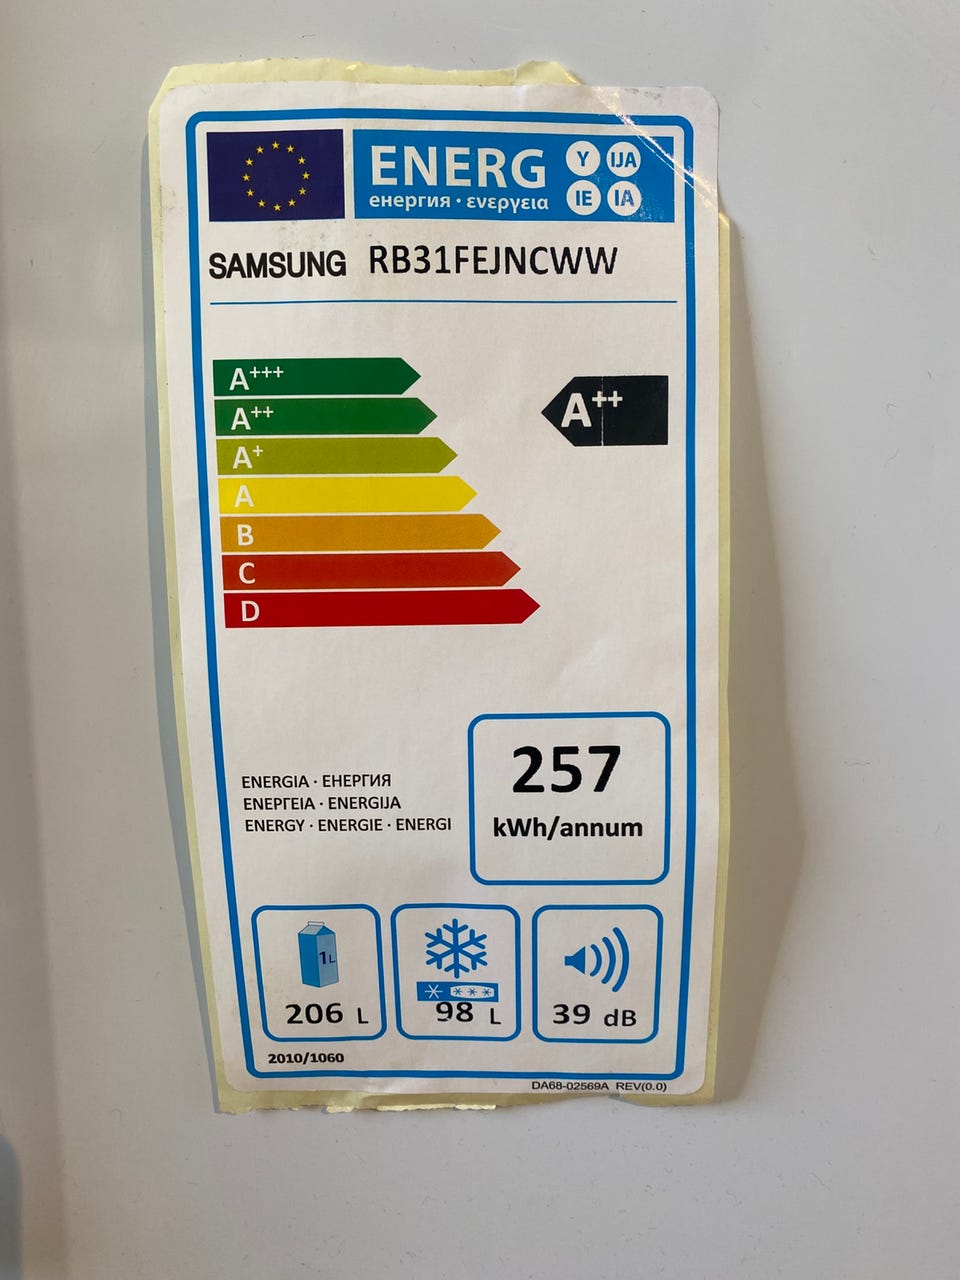 ENERG Y IJA
енергия · ενεργεια IE IA
SAMSUNG RB31FEJNCWW
A+++
A++
A++
A+
A
B
C
D
257
kWh/annum
ENERGIA · ЕНЕРГИЯ
ΕΝΕΡΓΕΙΑ · ENERGIJA
ENERGY · ENERGIE · ENERGI
1L
206 L
98 L
39 dB
2010/1060
DA68-02569A REV(0.0)